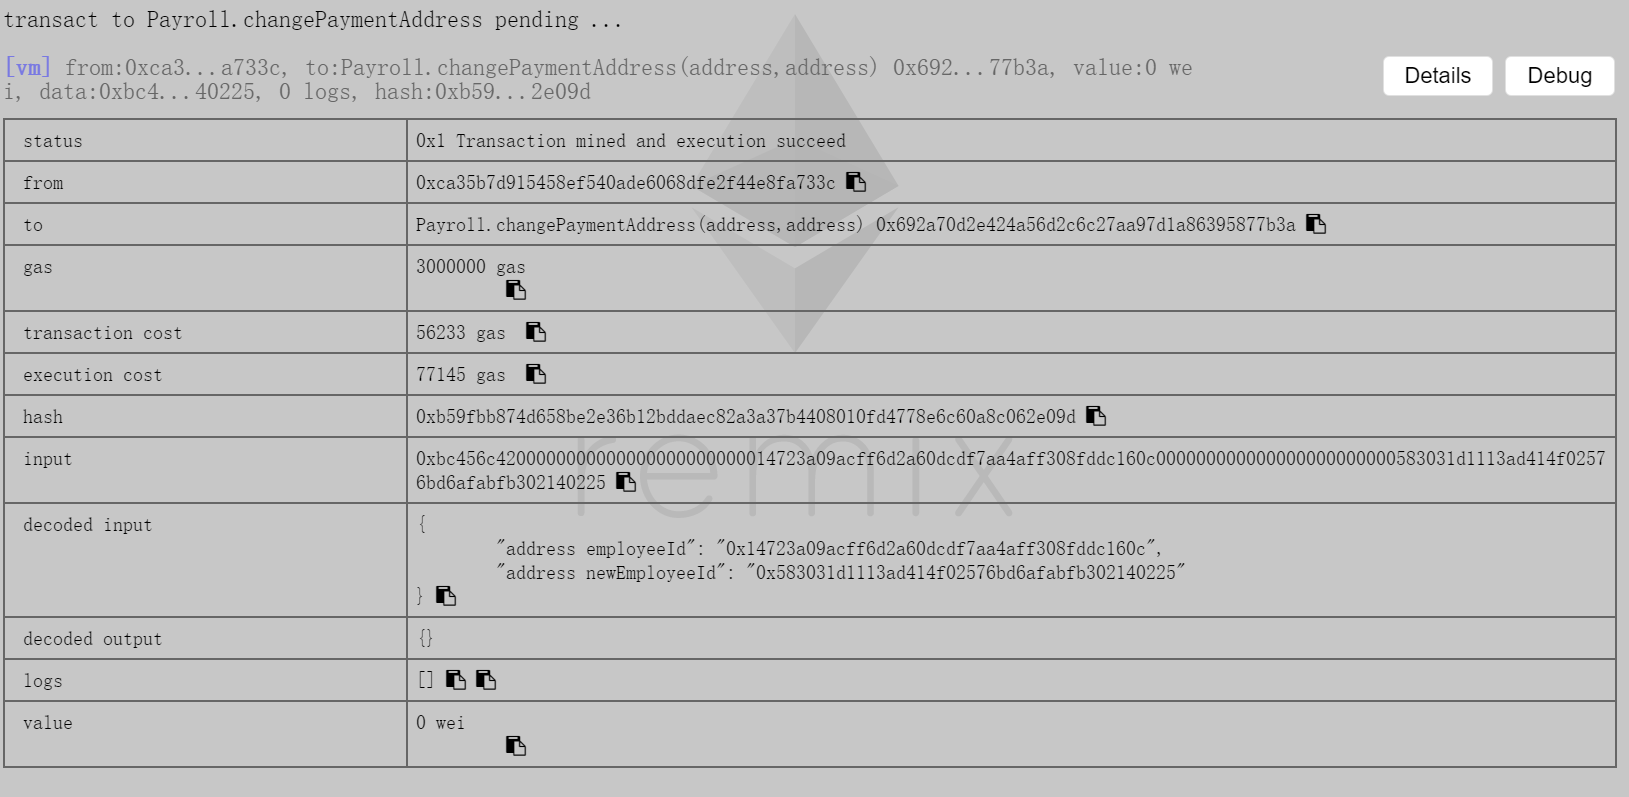 transact to Payroll.changePaymentAddress pending ...
[vm] from:0xca3...a733c, to:Payroll.changePaymentAddress(address,address) 0x692...77b3a, value:0 we
i, data:0xbc4...40225, 0 logs, hash:0xb59...2e09d
Details Debug
status 0x1 Transaction mined and execution succeed
from 0xca35b7d915458ef540ade6068dfe2f44e8fa733c
to Payroll.changePaymentAddress(address,address) 0x692a70d2e424a56d2c6c27aa97d1a86395877b3a
gas 3000000 gas
transaction cost 56233 gas
execution cost 77145 gas
hash 0xb59fbb874d658be2e36b12bddaec82a3a37b4408010fd4778e6c60a8c062e09d
input 0xbc456c4200000000000000000000000014723a09acff6d2a60dcdf7aa4aff308fddc160c000000000000000000000000583031d1113ad414f02576
6bd6afabfb302140225
decoded input {
"address employeeId": "0x14723a09acff6d2a60dcdf7aa4aff308fddc160c",
"address newEmployeeId": "0x583031d1113ad414f02576bd6afabfb302140225"
}
decoded output {}
logs []
value 0 wei
remix